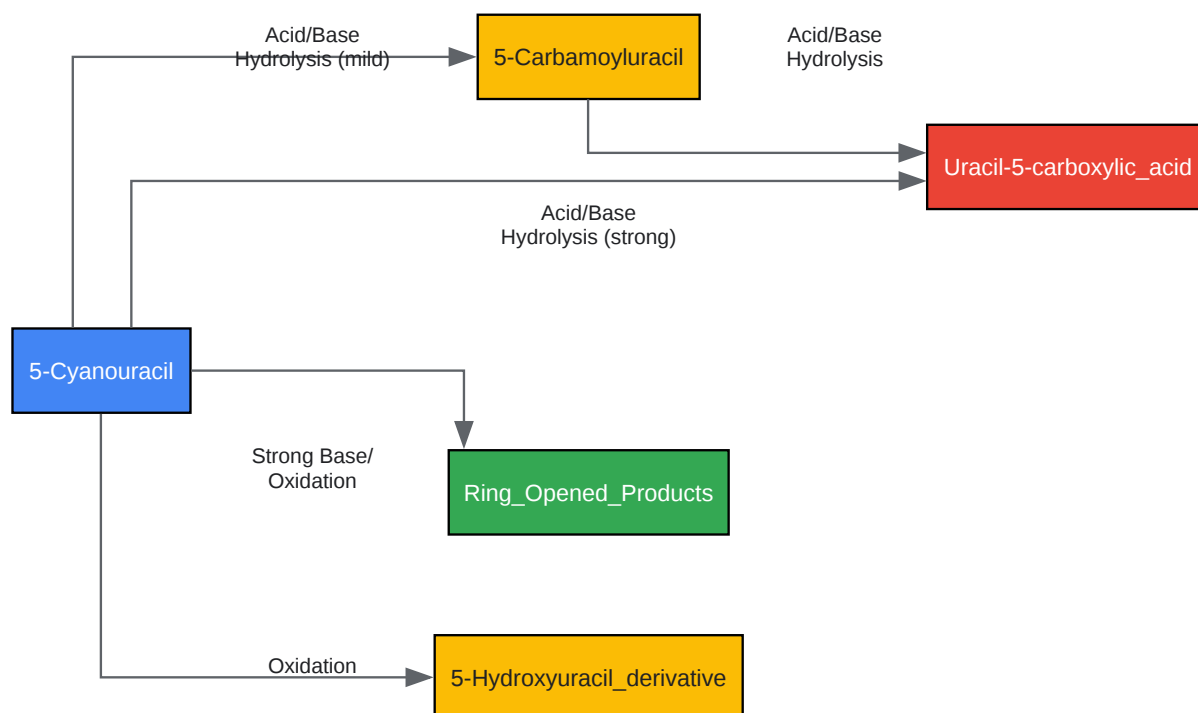 Acid/Base
Hydrolysis (mild)
5-Carbamoyluracil
Acid/Base
Hydrolysis
Uracil-5-carboxylic_acid
Acid/Base
Hydrolysis (strong)
5-Cyanouracil
Strong Base/
Oxidation
Ring_Opened_Products
Oxidation
5-Hydroxyuracil_derivative